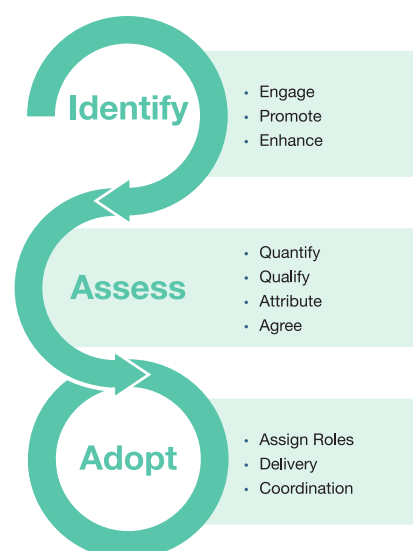 Identify
• Engage
• Promote
• Enhance
Assess
• Quantify
• Qualify
• Attribute
• Agree
Adopt
• Assign Roles
• Delivery
• Coordination